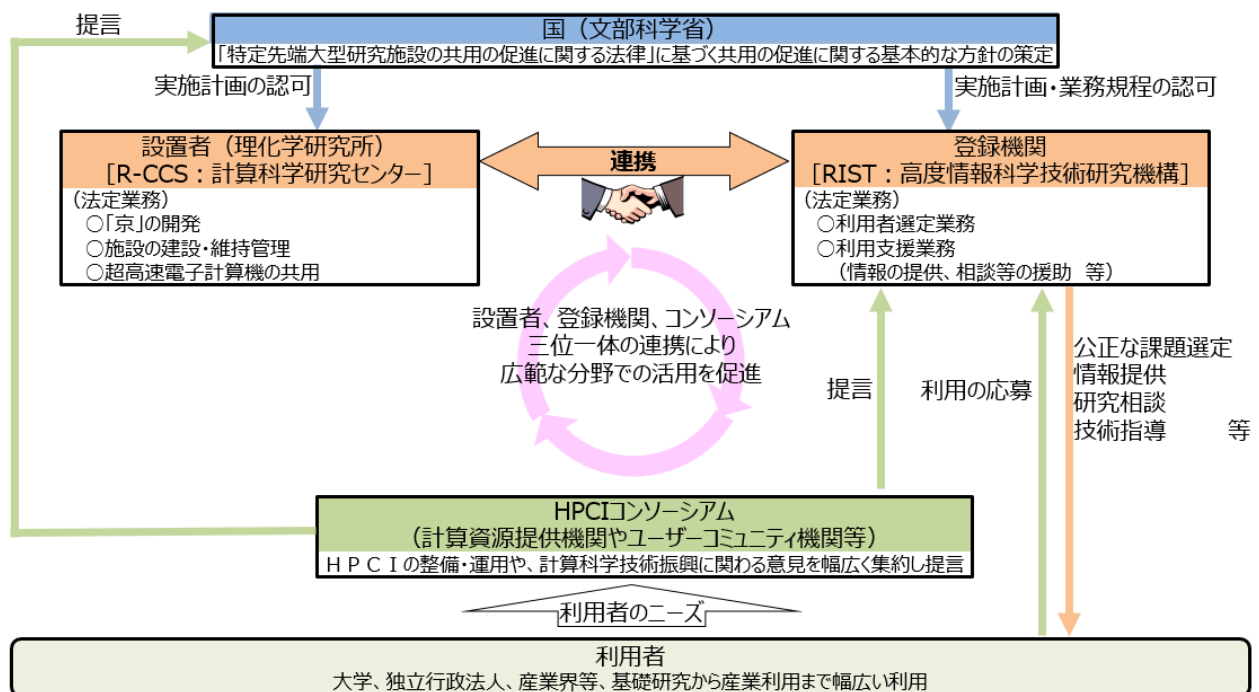 提言
国（文部科学省）
「特定先端大型研究施設の共用の促進に関する法律」に基づく共用の促進に関する基本的な方針の策定
実施計画の認可
実施計画・業務規程の認可
設置者（理化学研究所）
［R-CCS：計算科学研究センター］
（法定業務）
○「京」の開発
○施設の建設・維持管理
○超高速電子計算機の共用
連携
登録機関
［RIST：高度情報科学技術研究機構］
（法定業務）
○利用者選定業務
○利用支援業務
（情報の提供、相談等の援助　等）
設置者、登録機関、コンソーシアム
三位一体の連携により
広範な分野での活用を促進
提言
利用の応募
公正な課題選定
情報提供
研究相談
技術指導　　　等
HPCIコンソーシアム
（計算資源提供機関やユーザーコミュニティ機関等）
ＨＰＣＩの整備・運用や、計算科学技術振興に関わる意見を幅広く集約し提言
利用者のニーズ
利用者
大学、独立行政法人、産業界等、基礎研究から産業利用まで幅広い利用